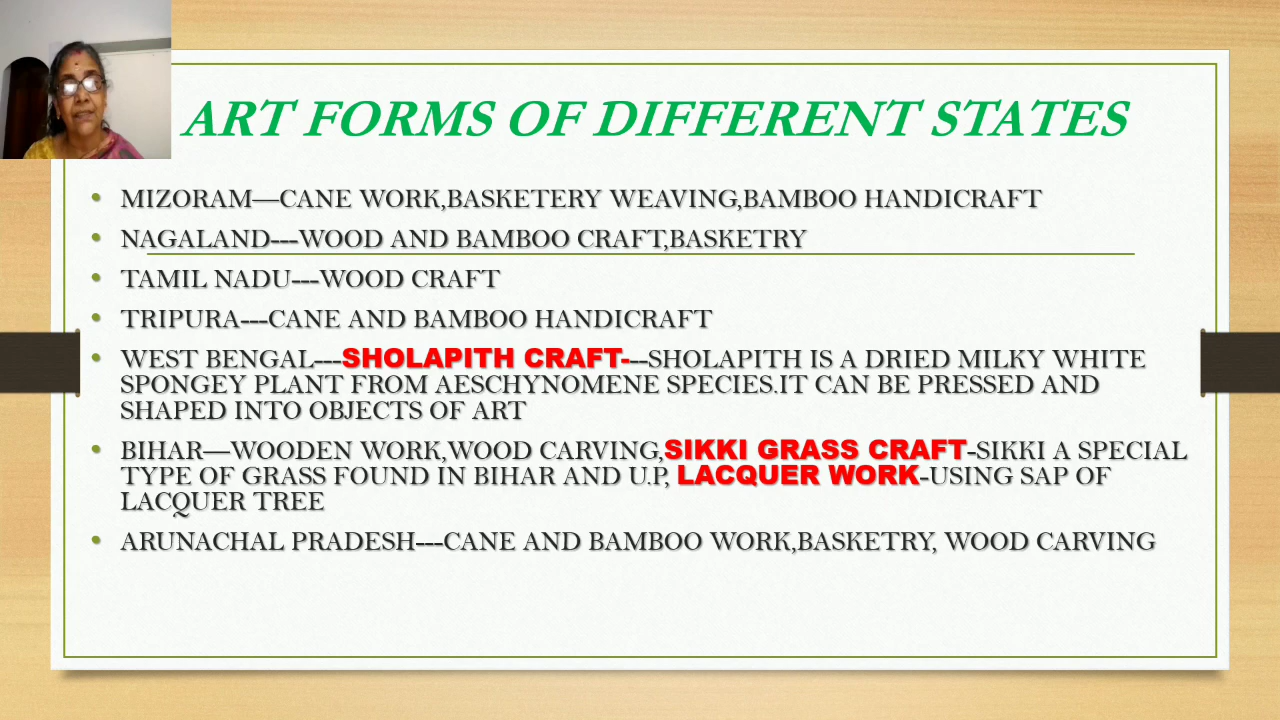 ART FORMS OF DIFFERENT STATES
• MIZORAM—CANE WORK,BASKETERY WEAVING,BAMBOO HANDICRAFT
• NAGALAND---WOOD AND BAMBOO CRAFT,BASKETRY
• TAMIL NADU---WOOD CRAFT
• TRIPURA---CANE AND BAMBOO HANDICRAFT
• WEST BENGAL---SHOLAPITH CRAFT---SHOLAPITH IS A DRIED MILKY WHITE
SPONGEY PLANT FROM AESCHYNOMENE SPECIES.IT CAN BE PRESSED AND
SHAPED INTO OBJECTS OF ART
• BIHAR—WOODEN WORK,WOOD CARVING,SIKKI GRASS CRAFT-SIKKI A SPECIAL
TYPE OF GRASS FOUND IN BIHAR AND U.P, LACQUER WORK-USING SAP OF
LACQUER TREE
• ARUNACHAL PRADESH---CANE AND BAMBOO WORK,BASKETRY, WOOD CARVING